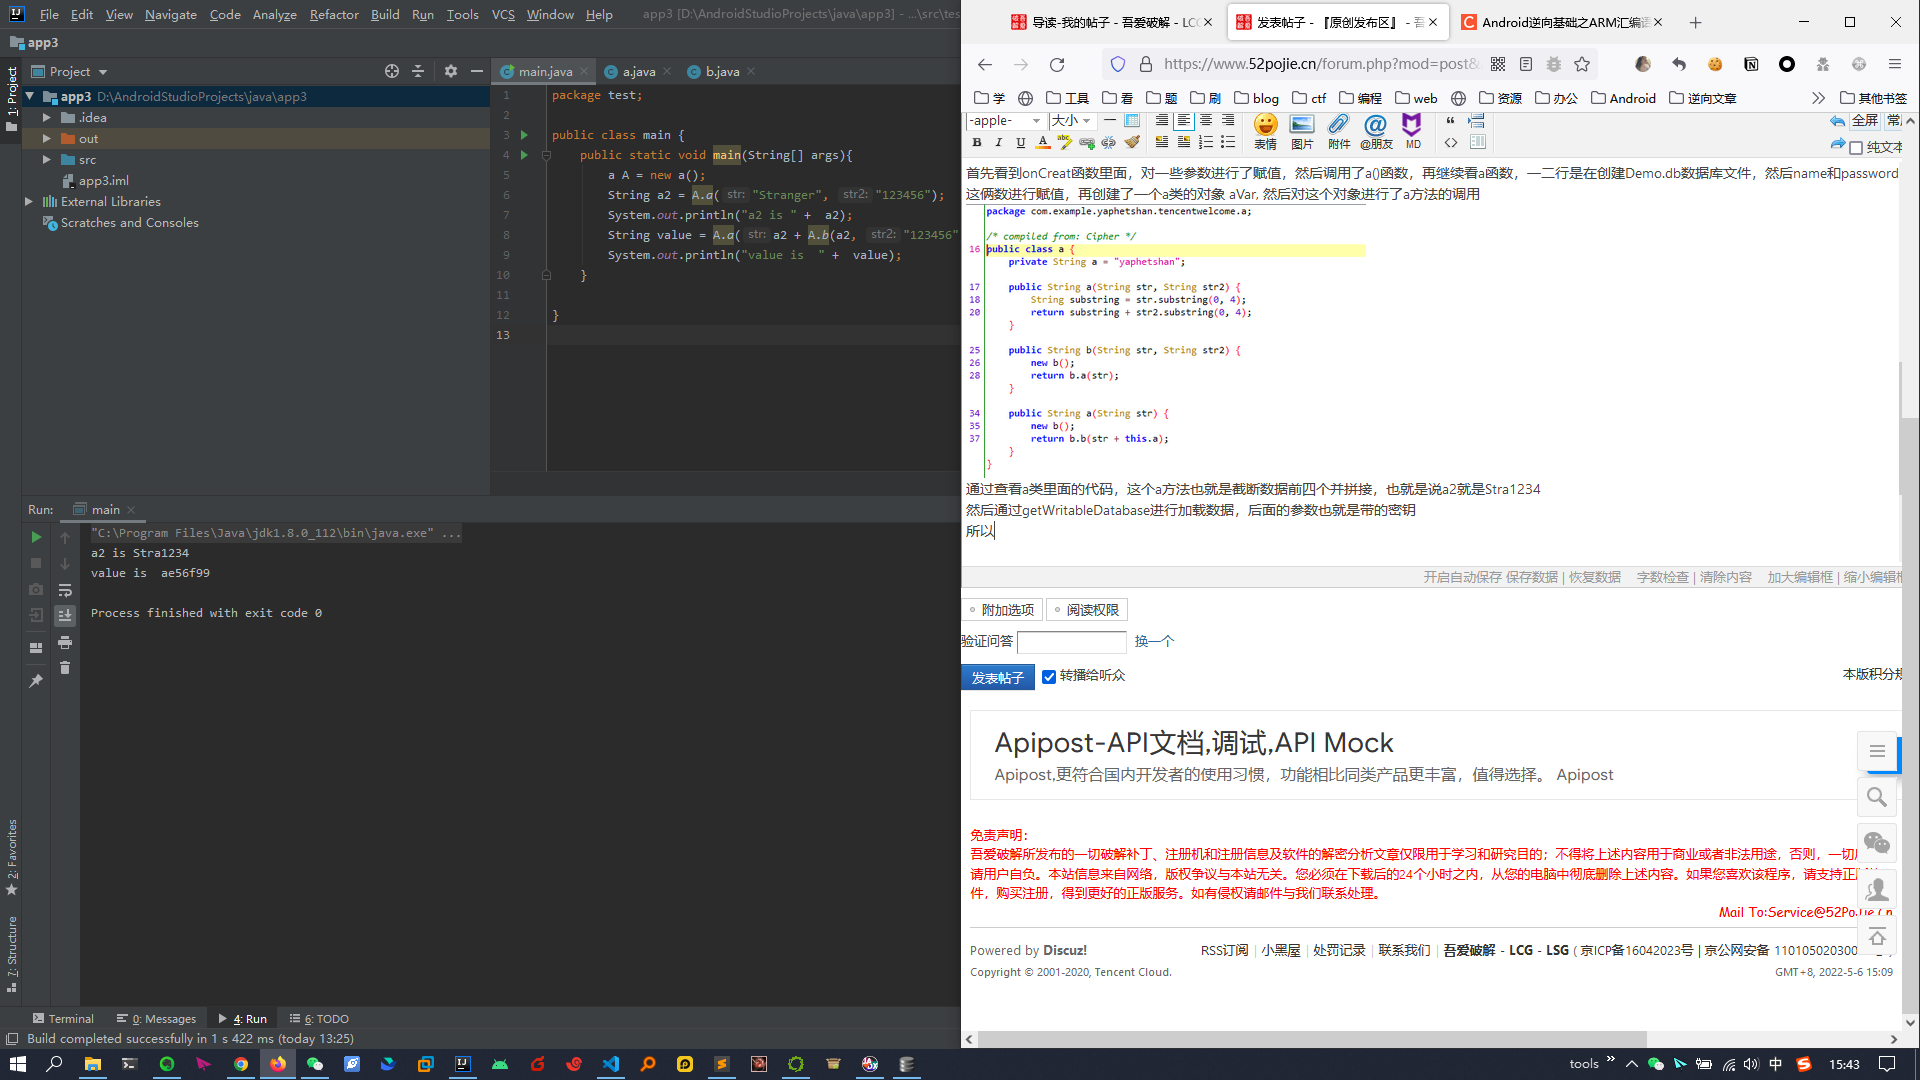 File Edit View Navigate Code Analyze Refactor Build Run Tools VCS Window Help app3 [D:\AndroidStudioProjects\java\app3] - ...\src\tes
app3
Project
main.java
a.java
b.java
1: Project
app3 D:\AndroidStudioProjects\java\app3
.idea
out
src
app3.iml
External Libraries
Scratches and Consoles
1 package test;
2
3 public class main {
4 public static void main(String[] args){
5 a A = new a();
6 String a2 = A.a( str: "Stranger", str2: "123456");
7 System.out.println("a2 is " + a2);
8 String value = A.a( str: a2 + A.b(a2, str2: "123456"
9 System.out.println("value is " + value);
10 }
11
12 }
13
Run: main
"C:\Program Files\Java\jdk1.8.0_112\bin\java.exe" ...
a2 is Stra1234
value is ae56f99
Process finished with exit code 0
2: Favorites
7: Structure
Terminal 0: Messages 4: Run 6: TODO
Build completed successfully in 1 s 422 ms (today 13:25)
导读-我的帖子 - 吾爱破解 - LC
发表帖子 - 『原创发布区』 - 吾
Android逆向基础之ARM汇编语
https://www.52pojie.cn/forum.php?mod=post&
学 工具 看 题 刷 blog ctf 编程 web 资源 办公 Android 逆向文章 其他书签
-apple- 大小
B I U A
表情 图片 附件 @朋友 MD
全屏 常
纯文本
首先看到onCreat函数里面，对一些参数进行了赋值，然后调用了a()函数，再继续看a函数，一二行是在创建Demo.db数据库文件，然后name和password
这俩数进行赋值，再创建了一个a类的对象 aVar, 然后对这个对象进行了a方法的调用
package com.example.yaphetshan.tencentwelcome.a;
/* compiled from: Cipher */
16 public class a {
private String a = "yaphetshan";
17 public String a(String str, String str2) {
18 String substring = str.substring(0, 4);
20 return substring + str2.substring(0, 4);
}
25 public String b(String str, String str2) {
26 new b();
28 return b.a(str);
}
34 public String a(String str) {
35 new b();
37 return b.b(str + this.a);
}
}
通过查看a类里面的代码，这个a方法也就是截断数据前四个并拼接，也就是说a2就是Stra1234
然后通过getWritableDatabase进行加载数据，后面的参数也就是带的密钥
所以
开启自动保存 保存数据 | 恢复数据 字数检查 | 清除内容 加大编辑框 | 缩小编辑框
附加选项 阅读权限
验证问答 换一个
发表帖子 转播给听众 本版积分规
Apipost-API文档,调试,API Mock
Apipost,更符合国内开发者的使用习惯，功能相比同类产品更丰富，值得选择。 Apipost
免责声明:
吾爱破解所发布的一切破解补丁、注册机和注册信息及软件的解密分析文章仅限用于学习和研究目的；不得将上述内容用于商业或者非法用途，否则，一切
请用户自负。本站信息来自网络，版权争议与本站无关。您必须在下载后的24个小时之内，从您的电脑中彻底删除上述内容。如果您喜欢该程序，请支持正
件，购买注册，得到更好的正版服务。如有侵权请邮件与我们联系处理。
Mail To:Service@52PoJie.Cn
Powered by Discuz! RSS订阅 | 小黑屋 | 处罚记录 | 联系我们 | 吾爱破解 - LCG - LSG ( 京ICP备16042023号 | 京公网安备 110105020300
Copyright © 2001-2020, Tencent Cloud. GMT+8, 2022-5-6 15:09
tools 中 15:43